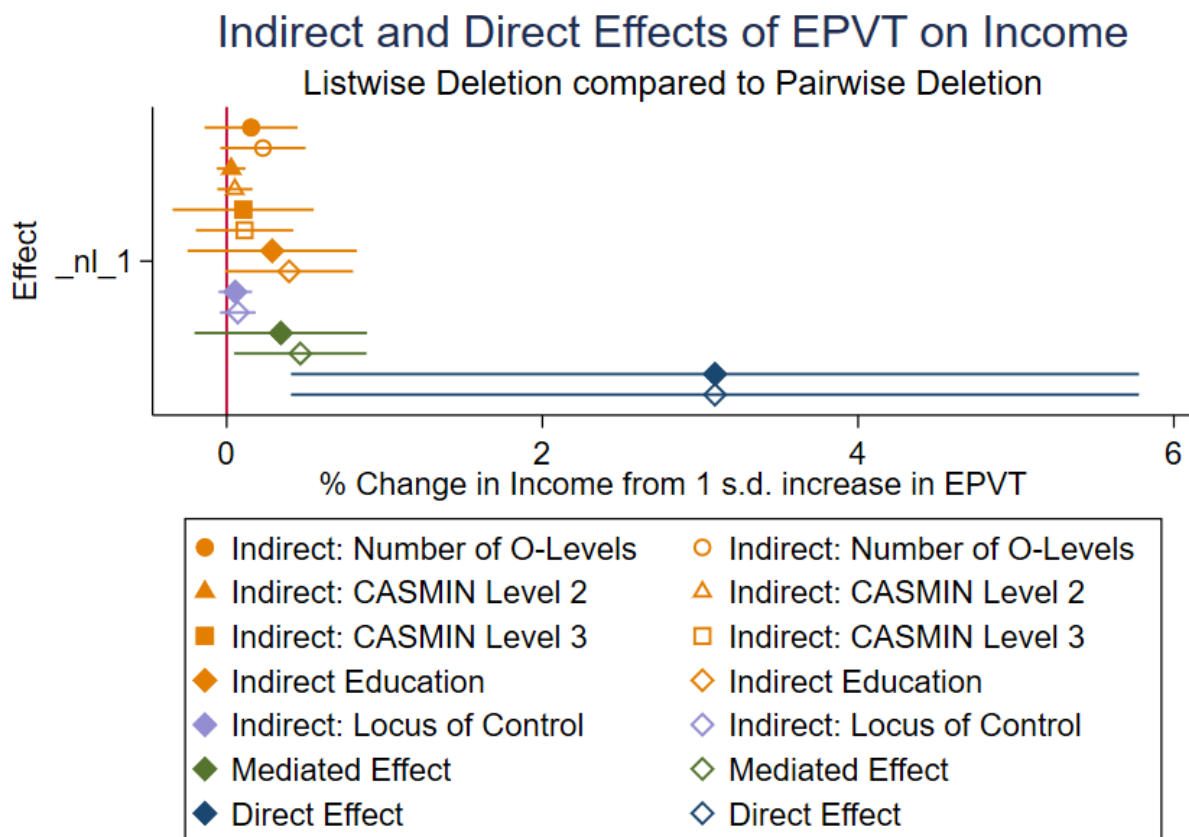 Indirect and Direct Effects of EPVT on Income
Listwise Deletion compared to Pairwise Deletion
Effect
_nl_1
0 2 4 6
% Change in Income from 1 s.d. increase in EPVT
Indirect: Number of O-Levels Indirect: Number of O-Levels
Indirect: CASMIN Level 2 Indirect: CASMIN Level 2
Indirect: CASMIN Level 3 Indirect: CASMIN Level 3
Indirect Education Indirect Education
Indirect: Locus of Control Indirect: Locus of Control
Mediated Effect Mediated Effect
Direct Effect Direct Effect